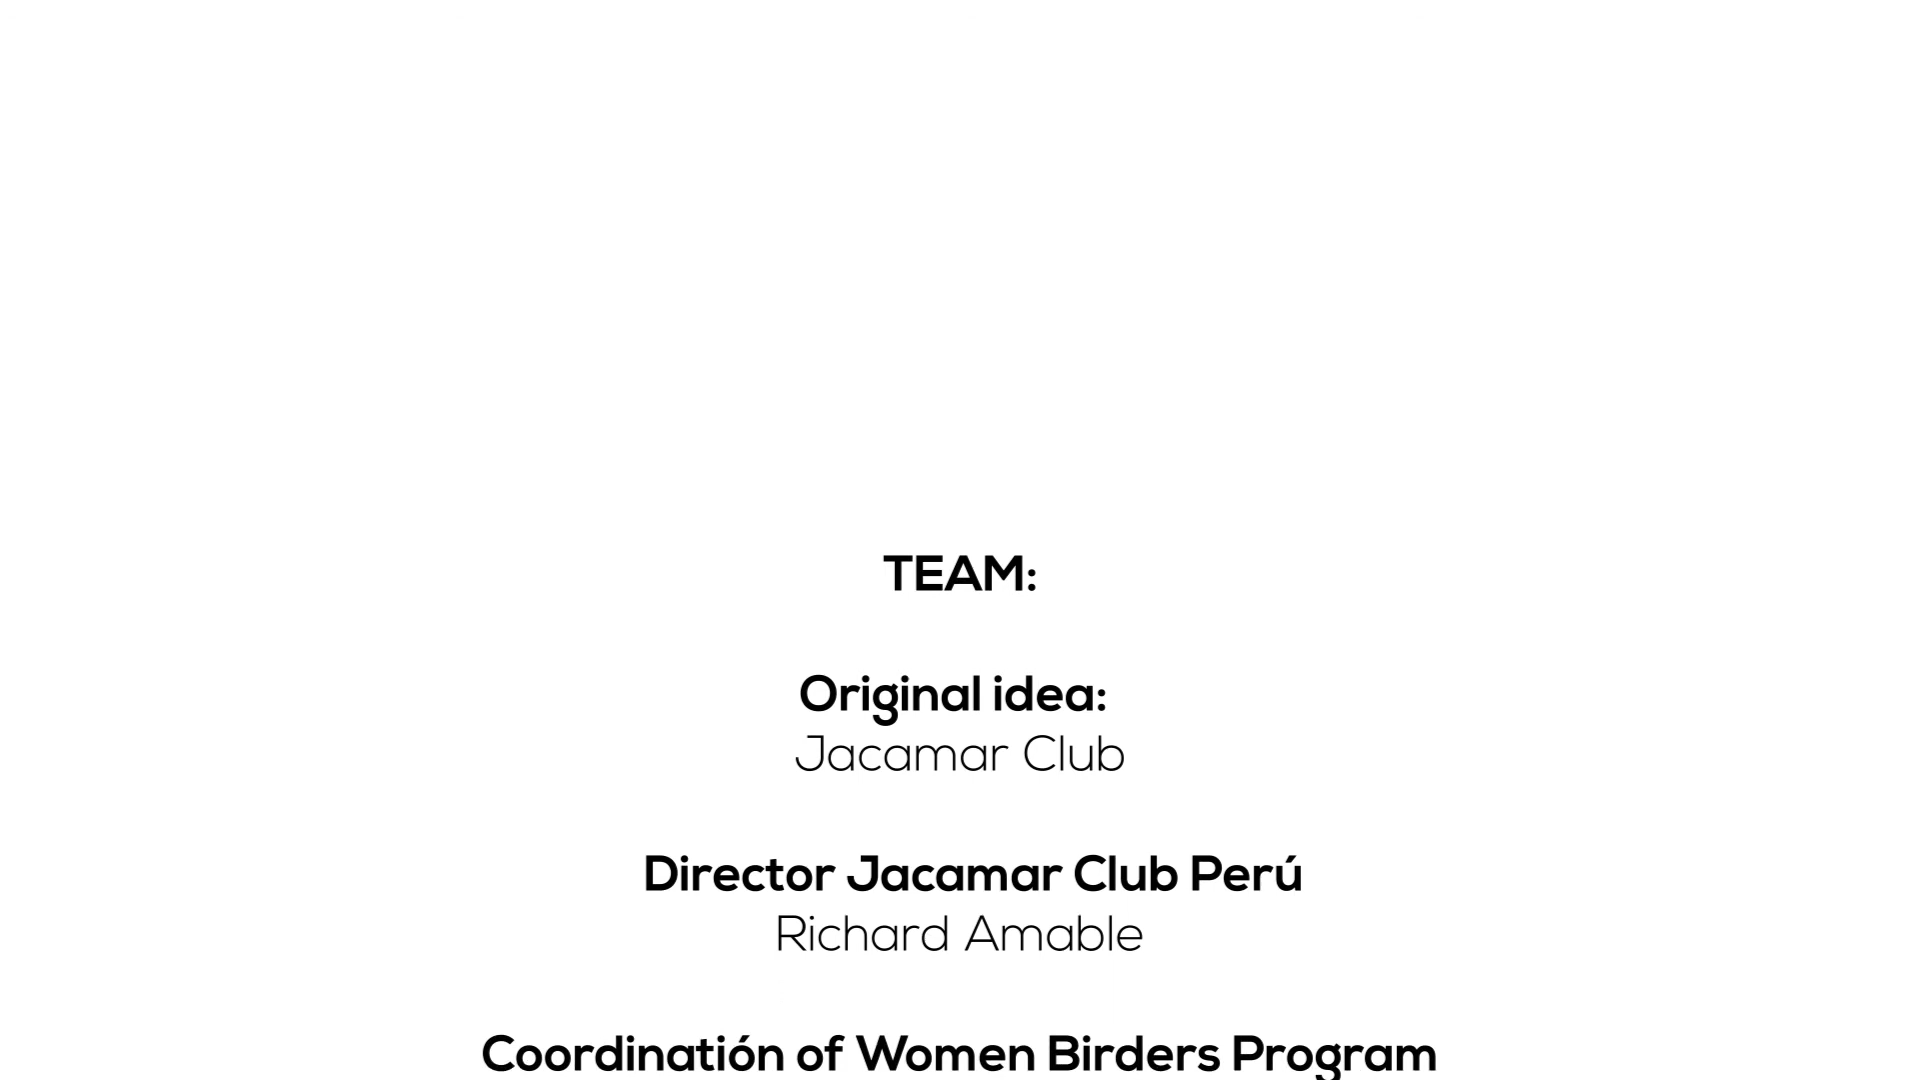 TEAM:
Original idea:
Jacamar Club
Director Jacamar Club Perú
Richard Amable
Coordinatión of Women Birders Program